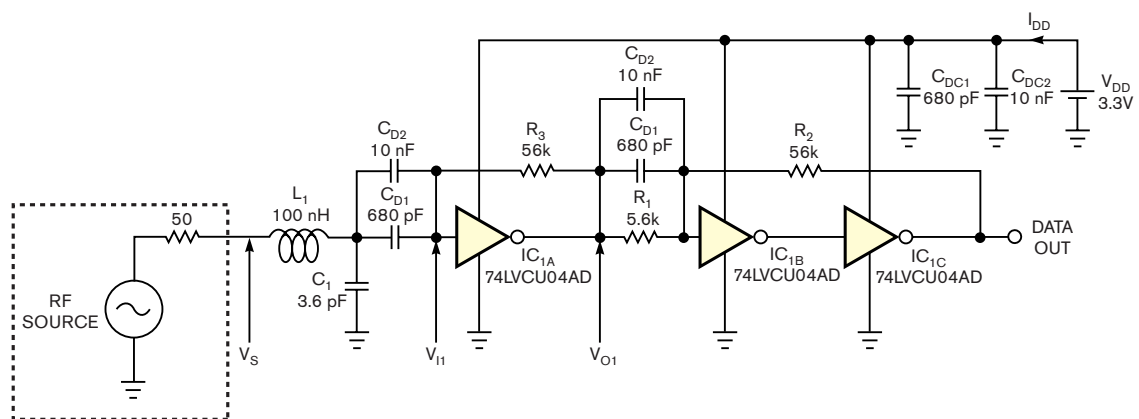 I_DD
C_D2
10 nF
C_DC1
680 pF
C_DC2
10 nF
V_DD
3.3V
C_D2
10 nF
R_3
56k
C_D1
680 pF
R_2
56k
L_1
100 nH
C_D1
680 pF
R_1
5.6k
50
DATA
OUT
IC_1A
74LVCU04AD
IC_1B
74LVCU04AD
IC_1C
74LVCU04AD
C_1
3.6 pF
RF
SOURCE
V_S
V_I1
V_O1